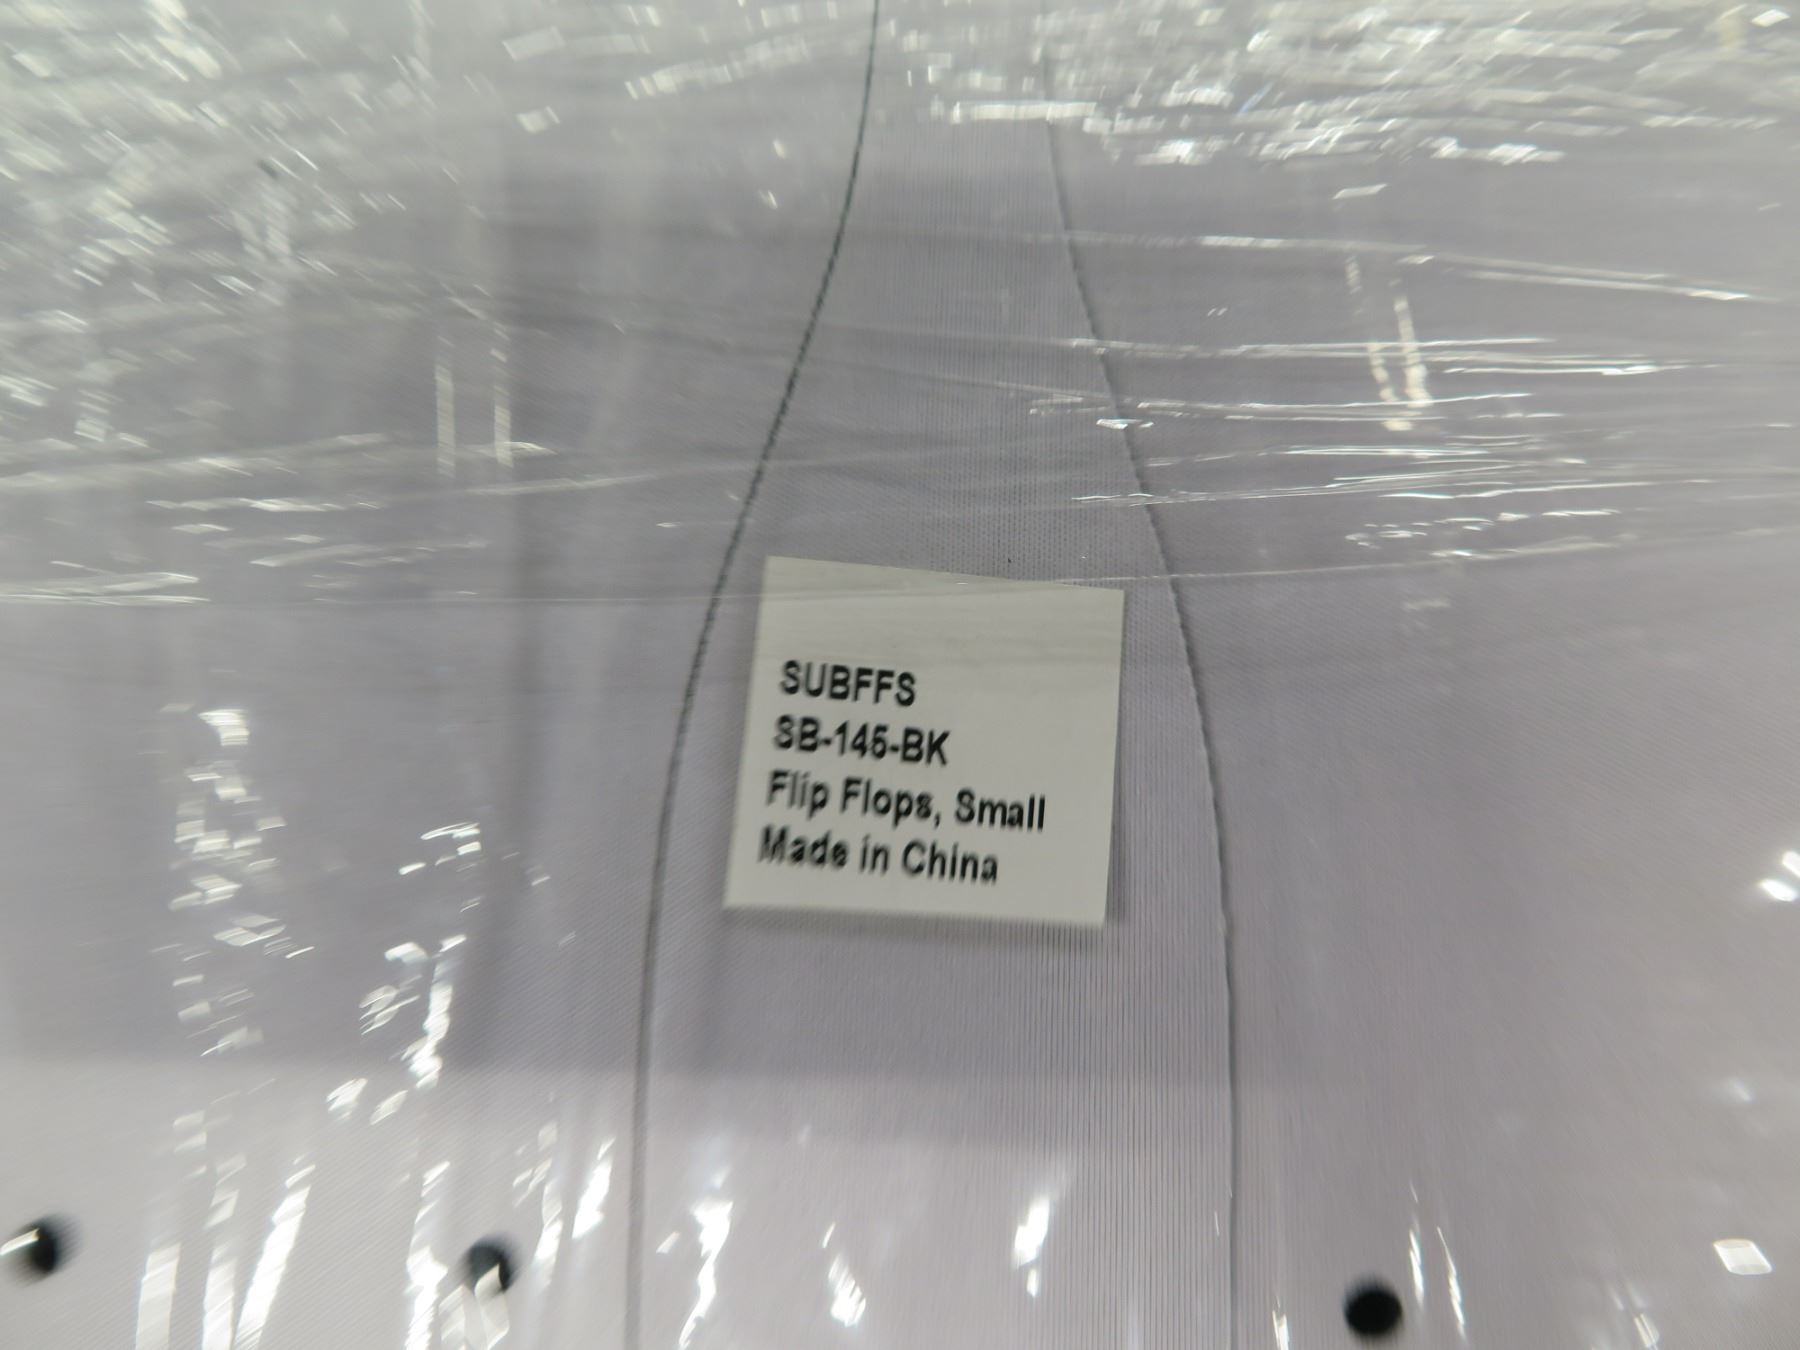 SUBFFS
SB-145-BK
Flip Flops, Small
Made in China